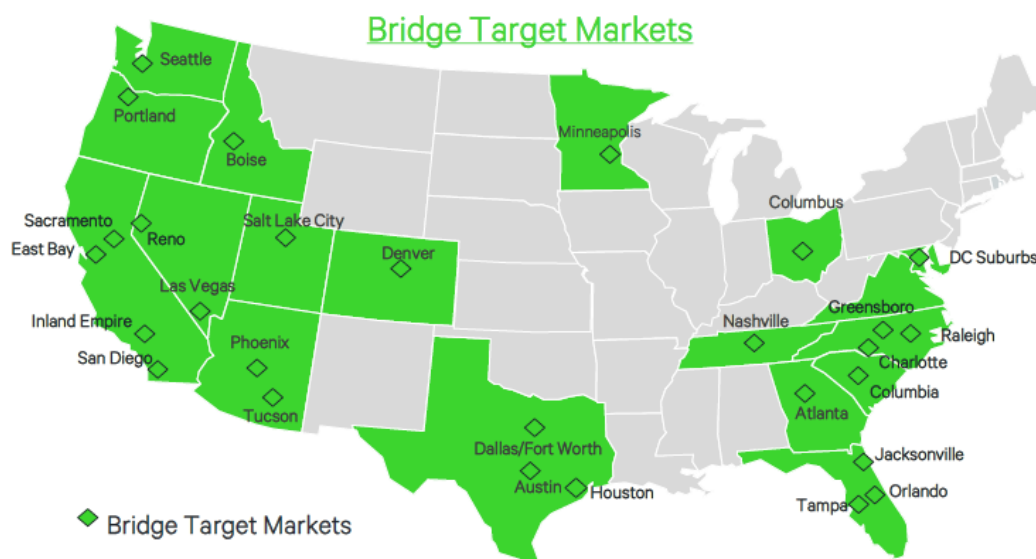 Bridge Target Markets
Seattle
Portland
Minneapolis
Boise
Columbus
Sacramento
Salt Lake City
Reno
East Bay
Denver
DC Suburbs
Las Vegas
Greensboro
Inland Empire
Nashville
Raleigh
Phoenix
San Diego
Charlotte
Columbia
Tucson
Atlanta
Dallas/Fort Worth
Jacksonville
Austin
Houston
Orlando
Tampa
Bridge Target Markets